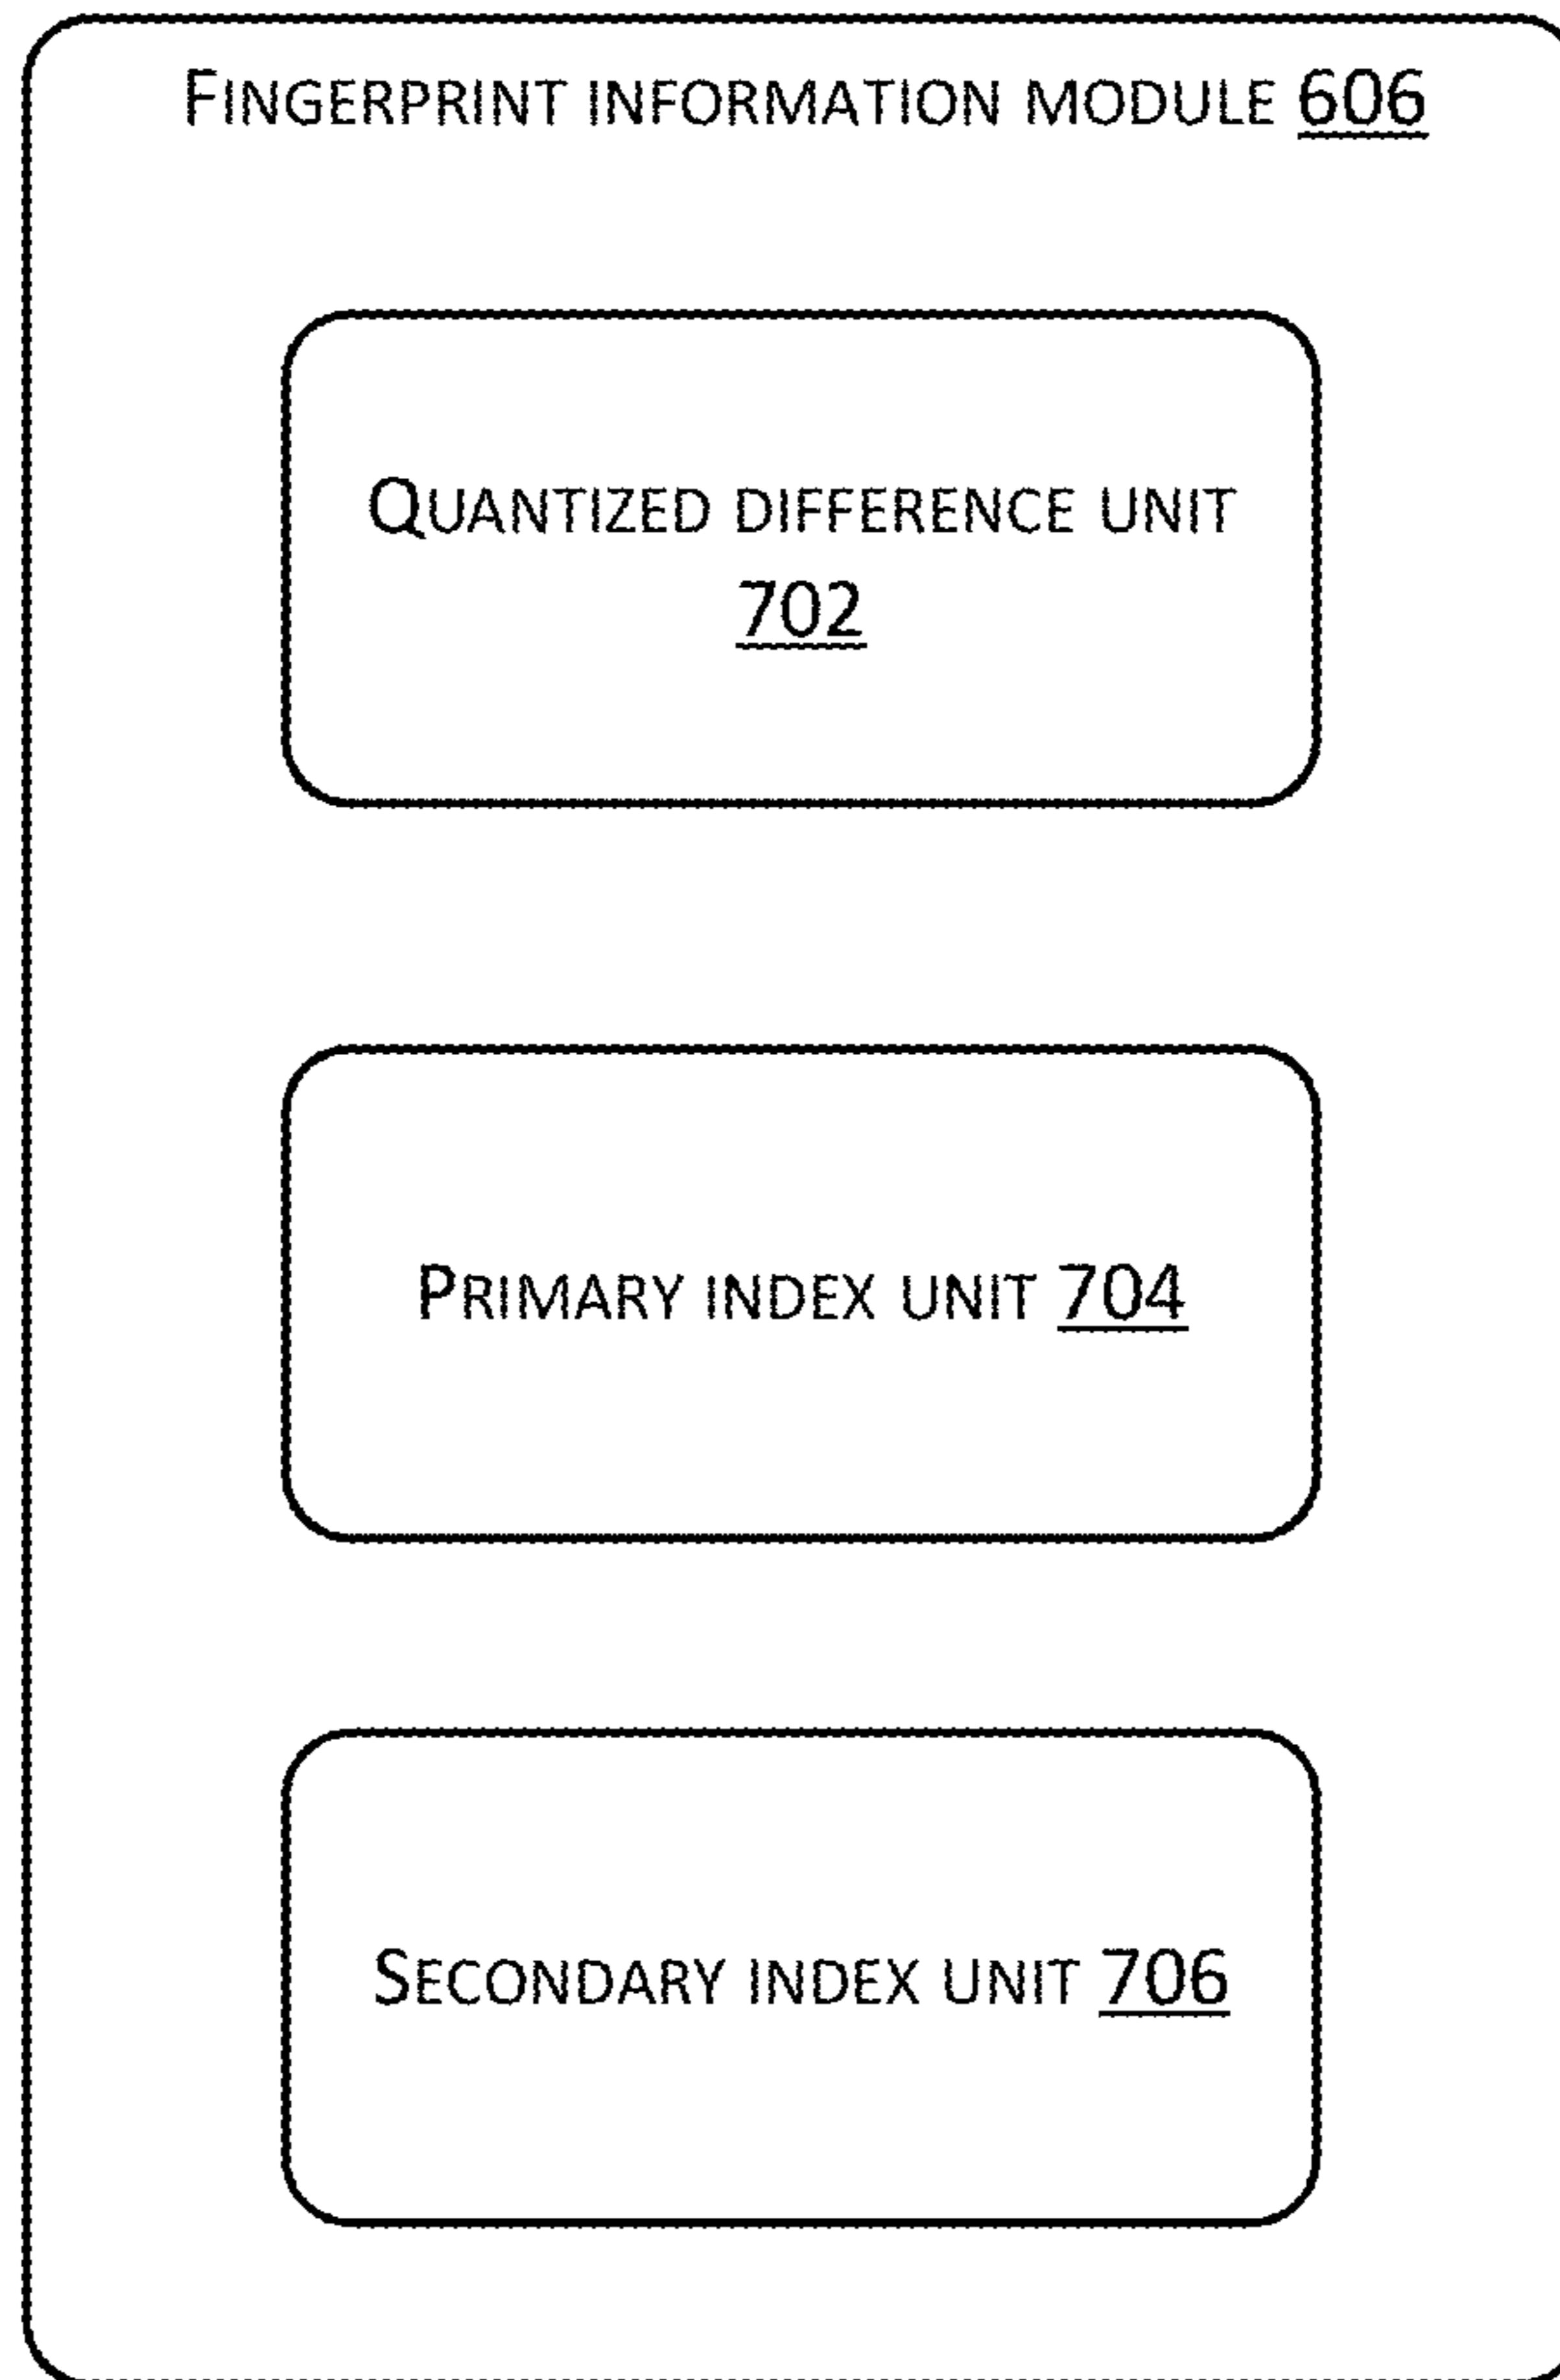 FINGERPRINT INFORMATION MODULE 606
QUANTIZED DIFFERENCE UNIT
702
PRIMARY INDEX UNIT 704
SECONDARY INDEX UNIT 706